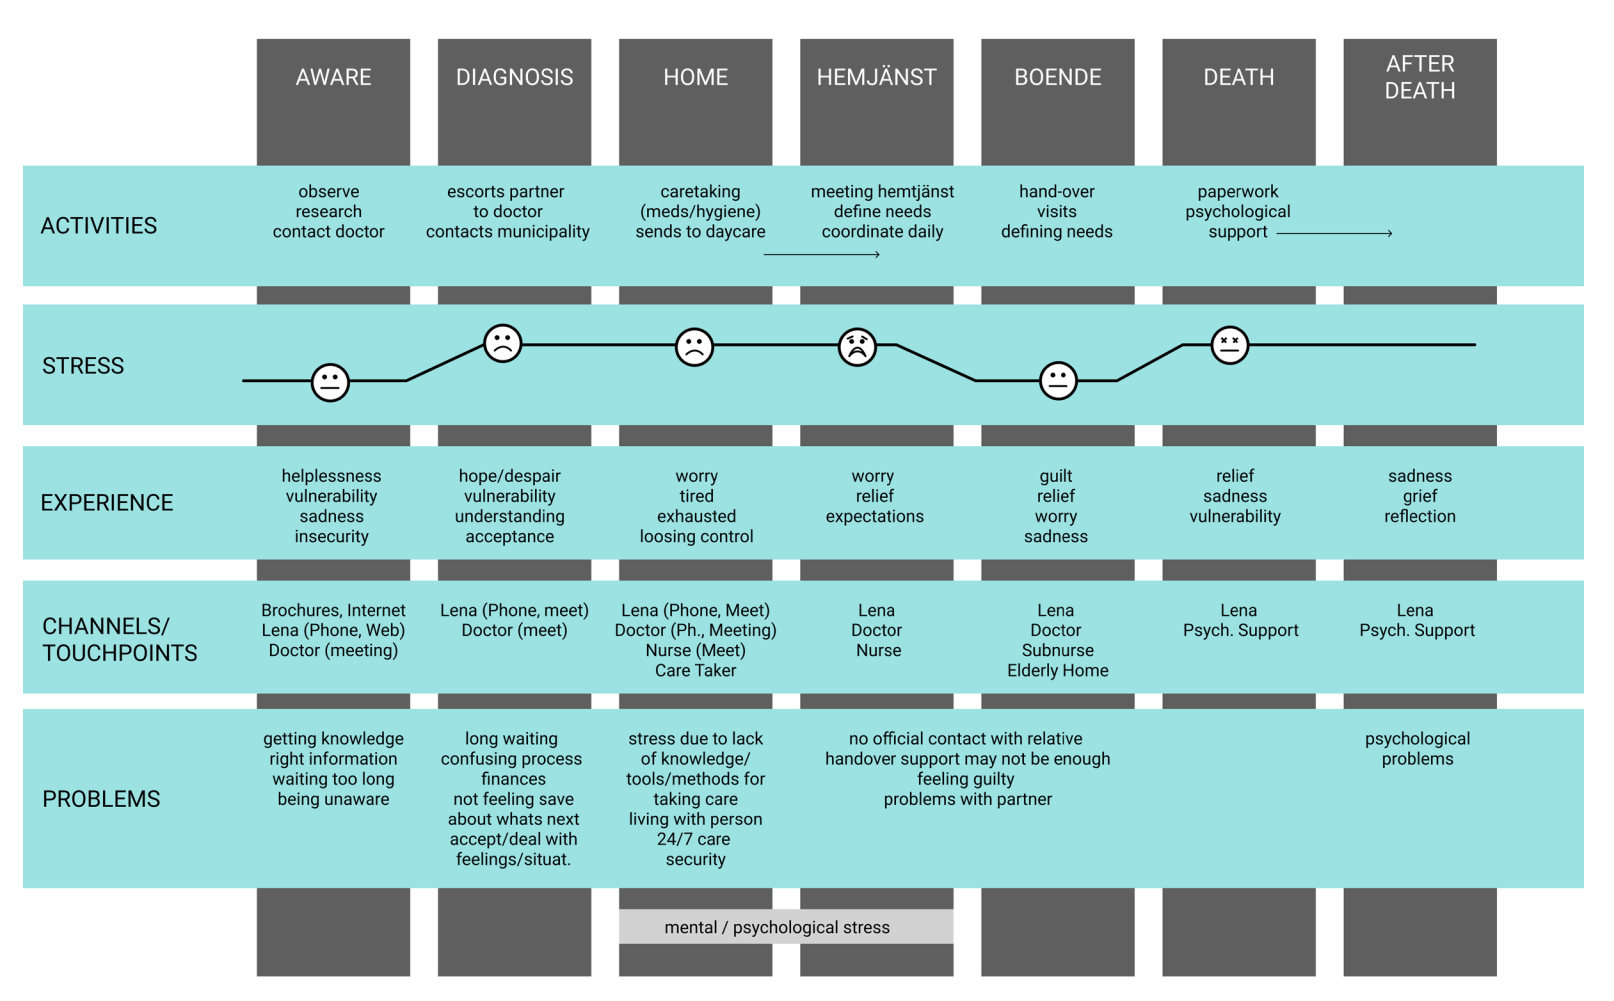 AWARE
DIAGNOSIS
HOME
HEMJÄNST
BOENDE
DEATH
AFTER
DEATH
ACTIVITIES
observe
research
contact doctor
escorts partner
to doctor
contacts municipality
caretaking
(meds/hygiene)
sends to daycare
meeting hemtjänst
define needs
coordinate daily
hand-over
visits
defining needs
paperwork
psychological
support
STRESS
EXPERIENCE
helplessness
vulnerability
sadness
insecurity
hope/despair
vulnerability
understanding
acceptance
worry
tired
exhausted
loosing control
worry
relief
expectations
guilt
relief
worry
sadness
relief
sadness
vulnerability
sadness
grief
reflection
CHANNELS/
TOUCHPOINTS
Brochures, Internet
Lena (Phone, Web)
Doctor (meeting)
Lena (Phone, meet)
Doctor (meet)
Lena (Phone, Meet)
Doctor (Ph., Meeting)
Nurse (Meet)
Care Taker
Lena
Doctor
Nurse
Lena
Doctor
Subnurse
Elderly Home
Lena
Psych. Support
Lena
Psych. Support
PROBLEMS
getting knowledge
right information
waiting too long
being unaware
long waiting
confusing process
finances
not feeling save
about whats next
accept/deal with
feelings/situat.
stress due to lack
of knowledge/
tools/methods for
taking care
living with person
24/7 care
security
no official contact with relative
handover support may not be enough
feeling guilty
problems with partner
psychological
problems
mental / psychological stress